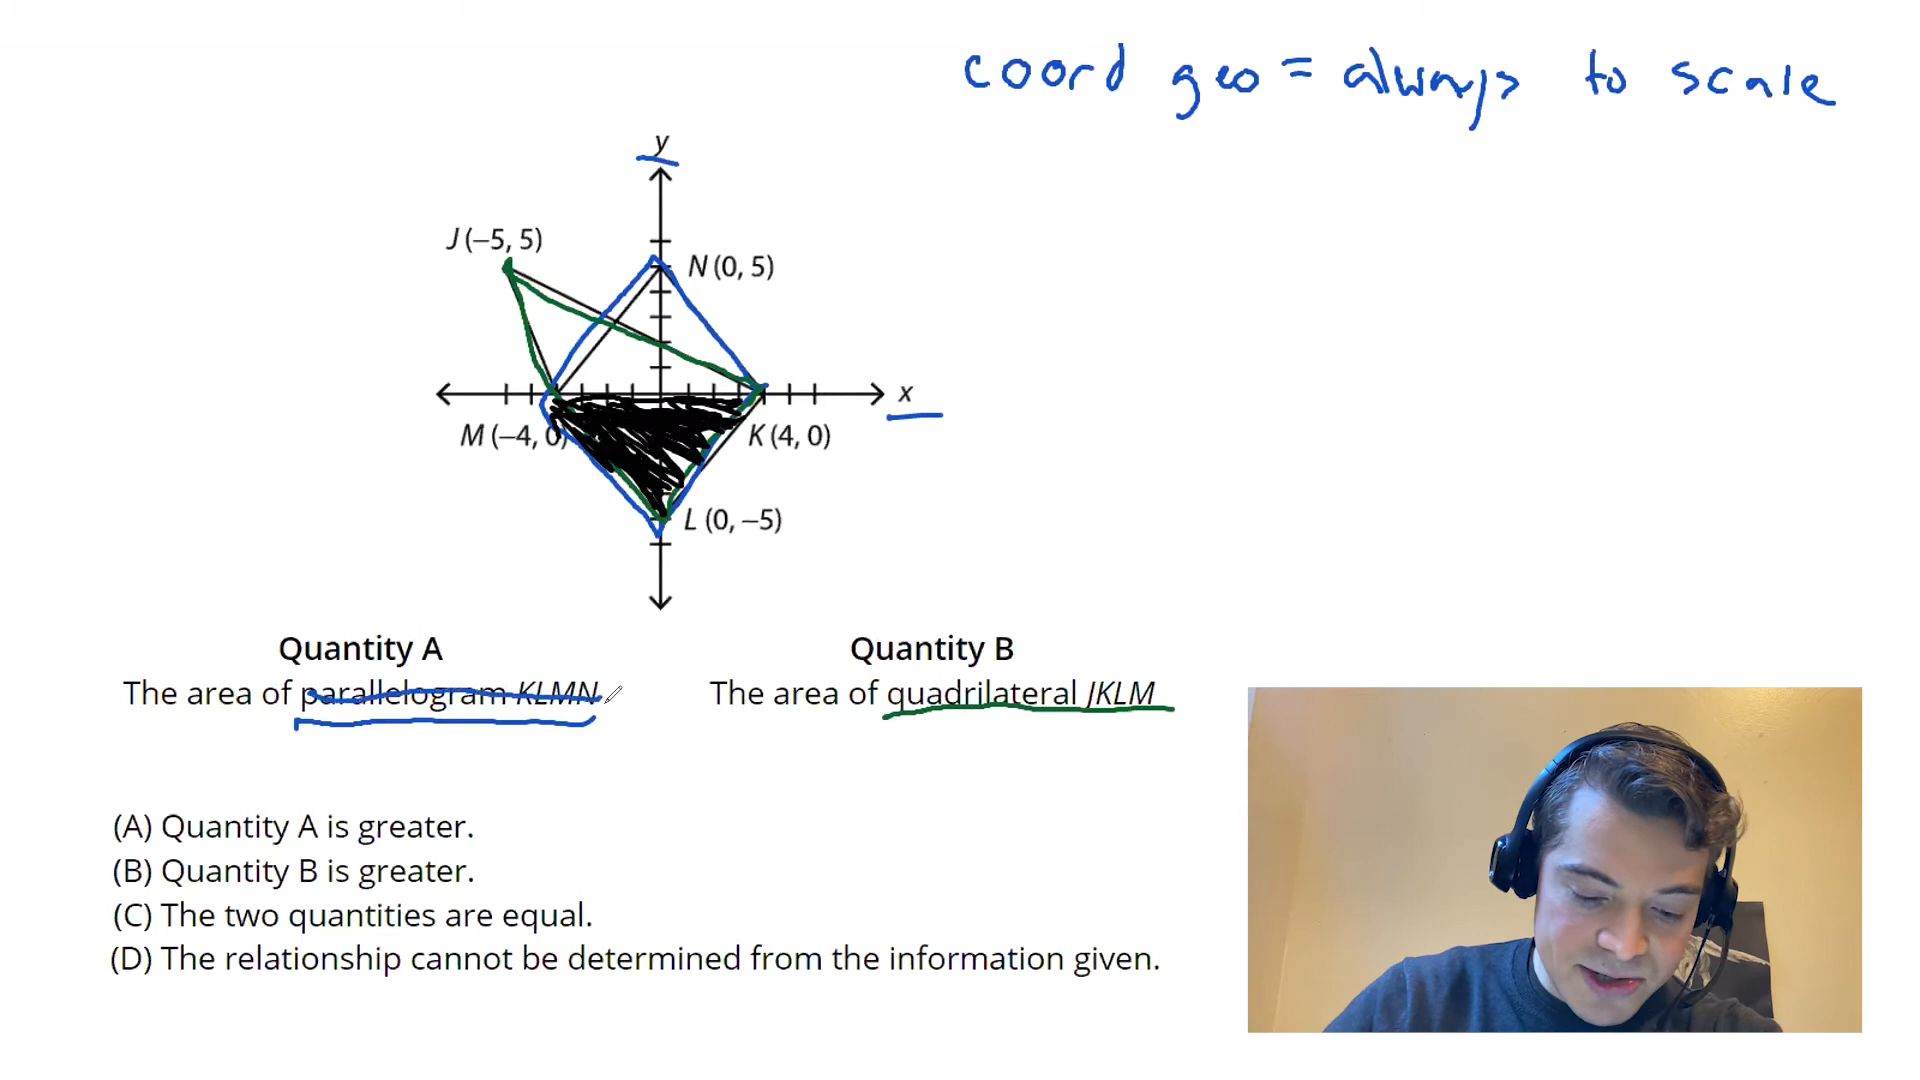 coord geo = always to scale
y
J (–5, 5)
N (0, 5)
x
M (–4, 0)
K (4, 0)
L (0, –5)
Quantity A
Quantity B
The area of parallelogram KLMN
The area of quadrilateral JKLM
(A) Quantity A is greater.
(B) Quantity B is greater.
(C) The two quantities are equal.
(D) The relationship cannot be determined from the information given.